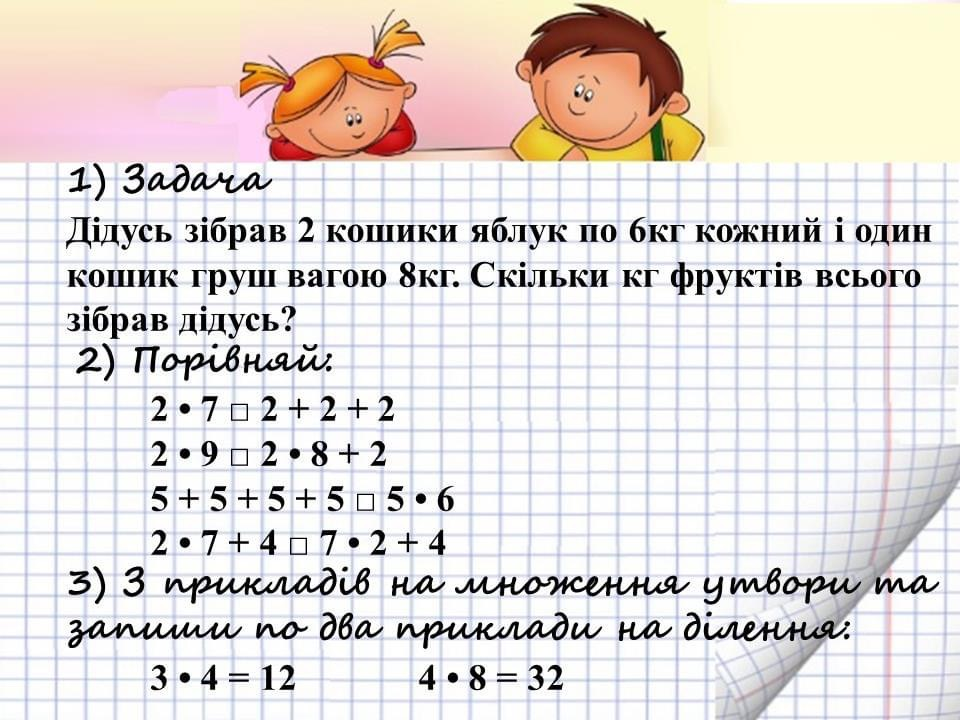 1) Задача
Дідусь зібрав 2 кошики яблук по 6кг кожний і один
кошик груш вагою 8кг. Скільки кг фруктів всього
зібрав дідусь?
2) Порівняй:
2 • 7 □ 2 + 2 + 2
2 • 9 □ 2 • 8 + 2
5 + 5 + 5 + 5 □ 5 • 6
2 • 7 + 4 □ 7 • 2 + 4
3) З прикладів на множення утвори та
запиши по два приклади на ділення:
3 • 4 = 12 4 • 8 = 32